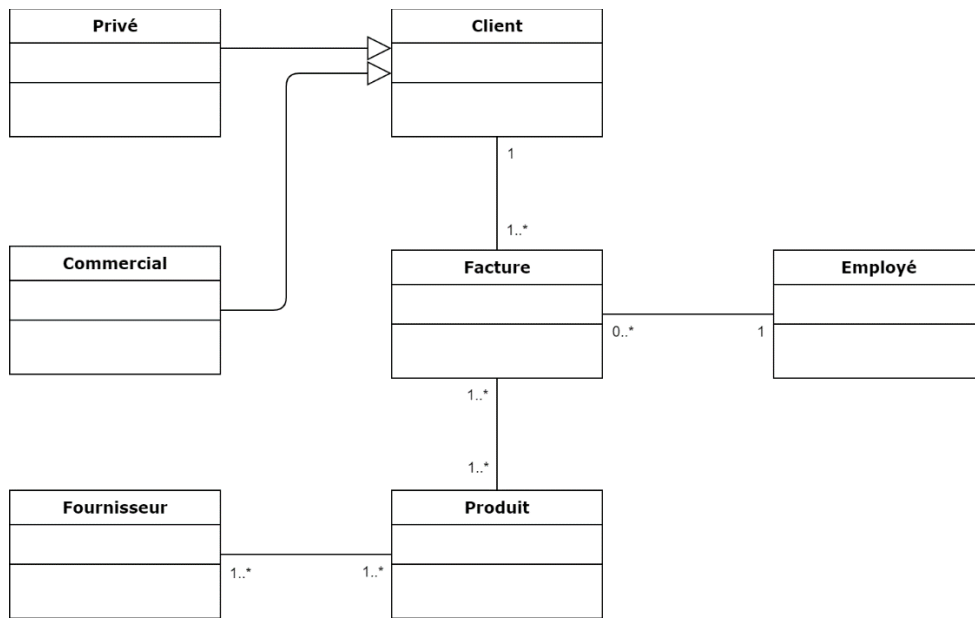 Privé
Client
1
1..*
Commercial
Facture
Employé
0..*
1
1..*
1..*
Fournisseur
Produit
1..*
1..*